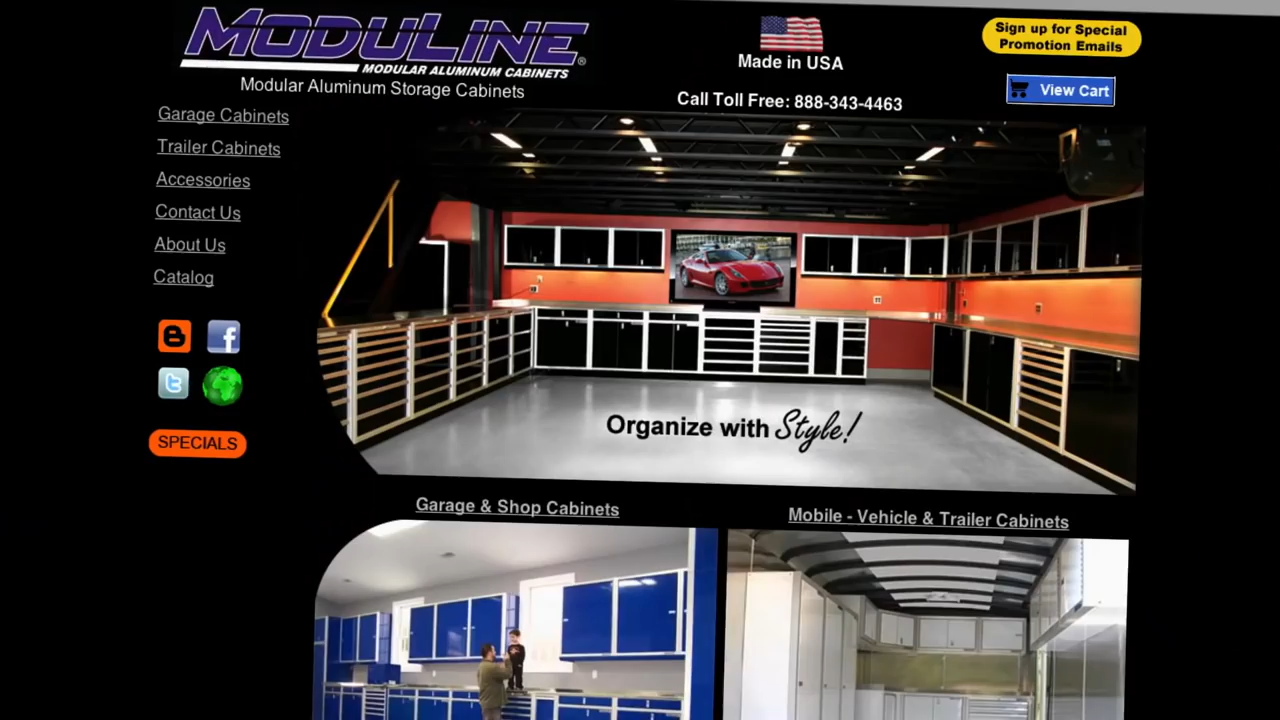 MODULINE®
MODULAR ALUMINUM CABINETS
Modular Aluminum Storage Cabinets
Made in USA
Call Toll Free: 888-343-4463
Sign up for Special
Promotion Emails
View Cart
Garage Cabinets
Trailer Cabinets
Accessories
Contact Us
About Us
Catalog
SPECIALS
Organize with Style!
Garage & Shop Cabinets
Mobile - Vehicle & Trailer Cabinets